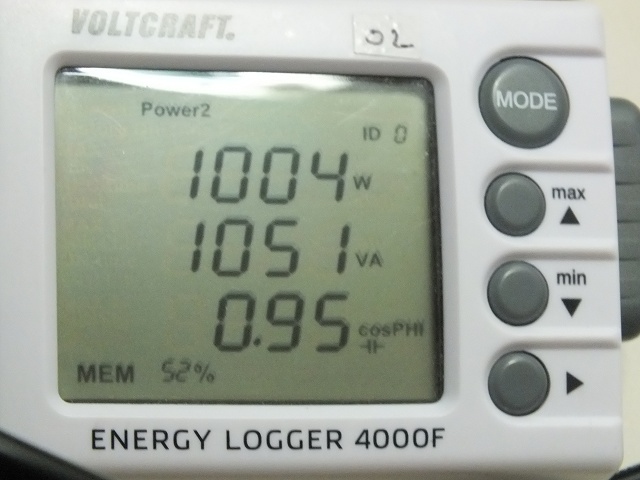 VOLTCRAFT.
02
MODE
Power2
ID 0
1004 W
max
1051 VA
min
0.95 cosPHI
MEM 52%
ENERGY LOGGER 4000F